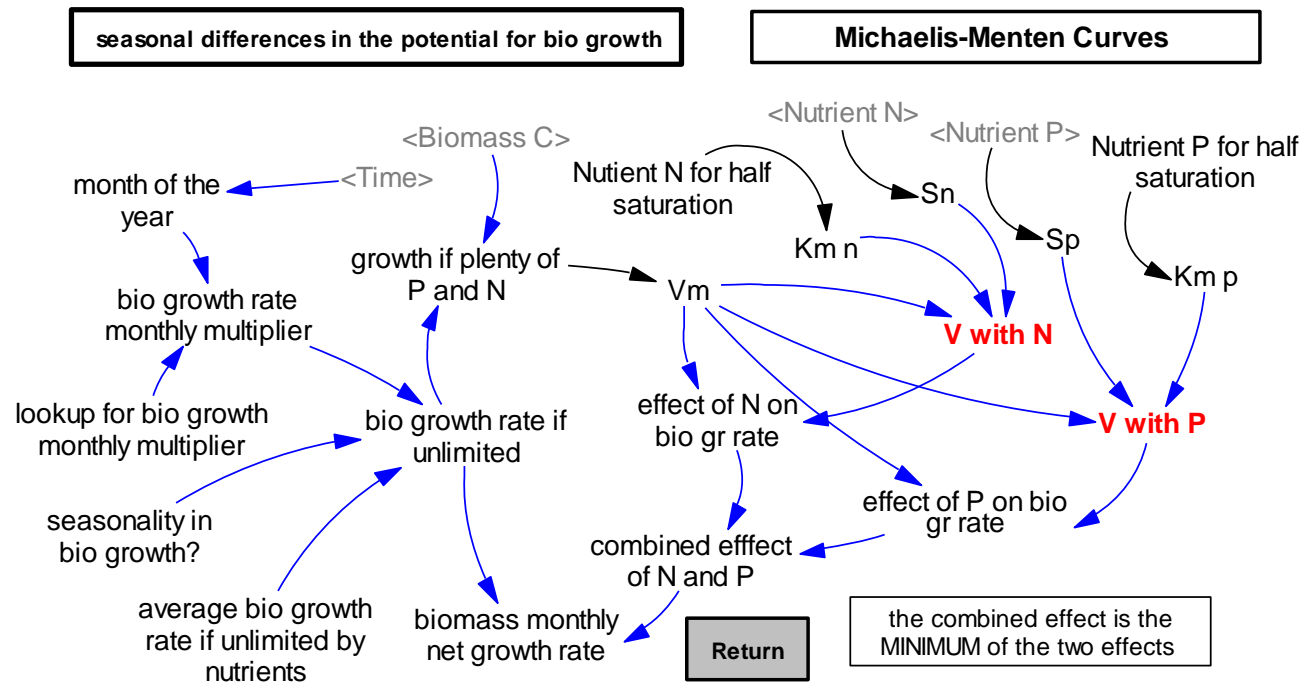 seasonal differences in the potential for bio growth
Michaelis-Menten Curves
<Biomass C>
<Time>
month of the
year
growth if plenty of
P and N
bio growth rate
monthly multiplier
lookup for bio growth
monthly multiplier
bio growth rate if
unlimited
seasonality in
bio growth?
average bio growth
rate if unlimited by
nutrients
biomass monthly
net growth rate
<Nutrient N>
<Nutrient P>
Nutient N for half
saturation
Nutrient P for half
saturation
Sn
Km n
Sp
Km p
Vm
V with N
V with P
effect of N on
bio gr rate
effect of P on bio
gr rate
combined efffect
of N and P
Return
the combined effect is the
MINIMUM of the two effects